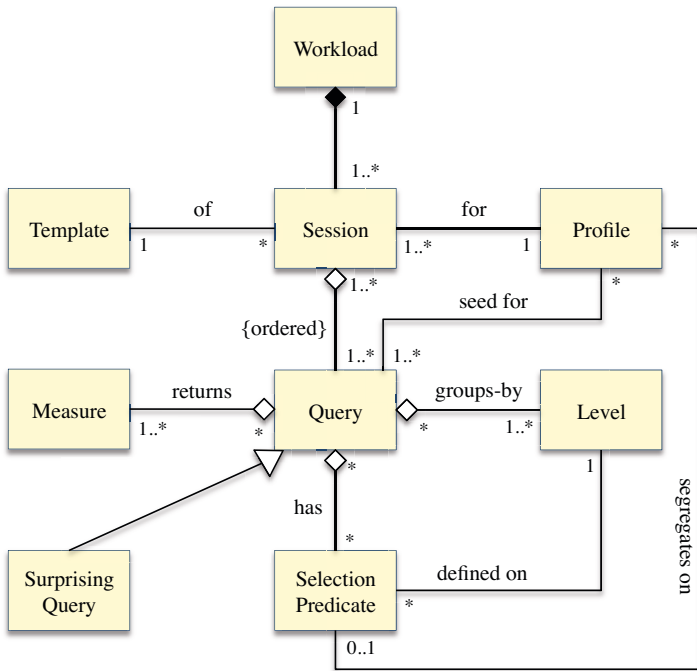 Workload
1
1..*
Template
of
Session
for
Profile
1
*
1..*
1
*
1..*
*
seed for
{ordered}
1..*
1..*
Measure
returns
Query
groups-by
Level
1..*
*
*
1..*
*
1
has
segregates on
*
Surprising
Query
Selection
Predicate
defined on
*
0..1